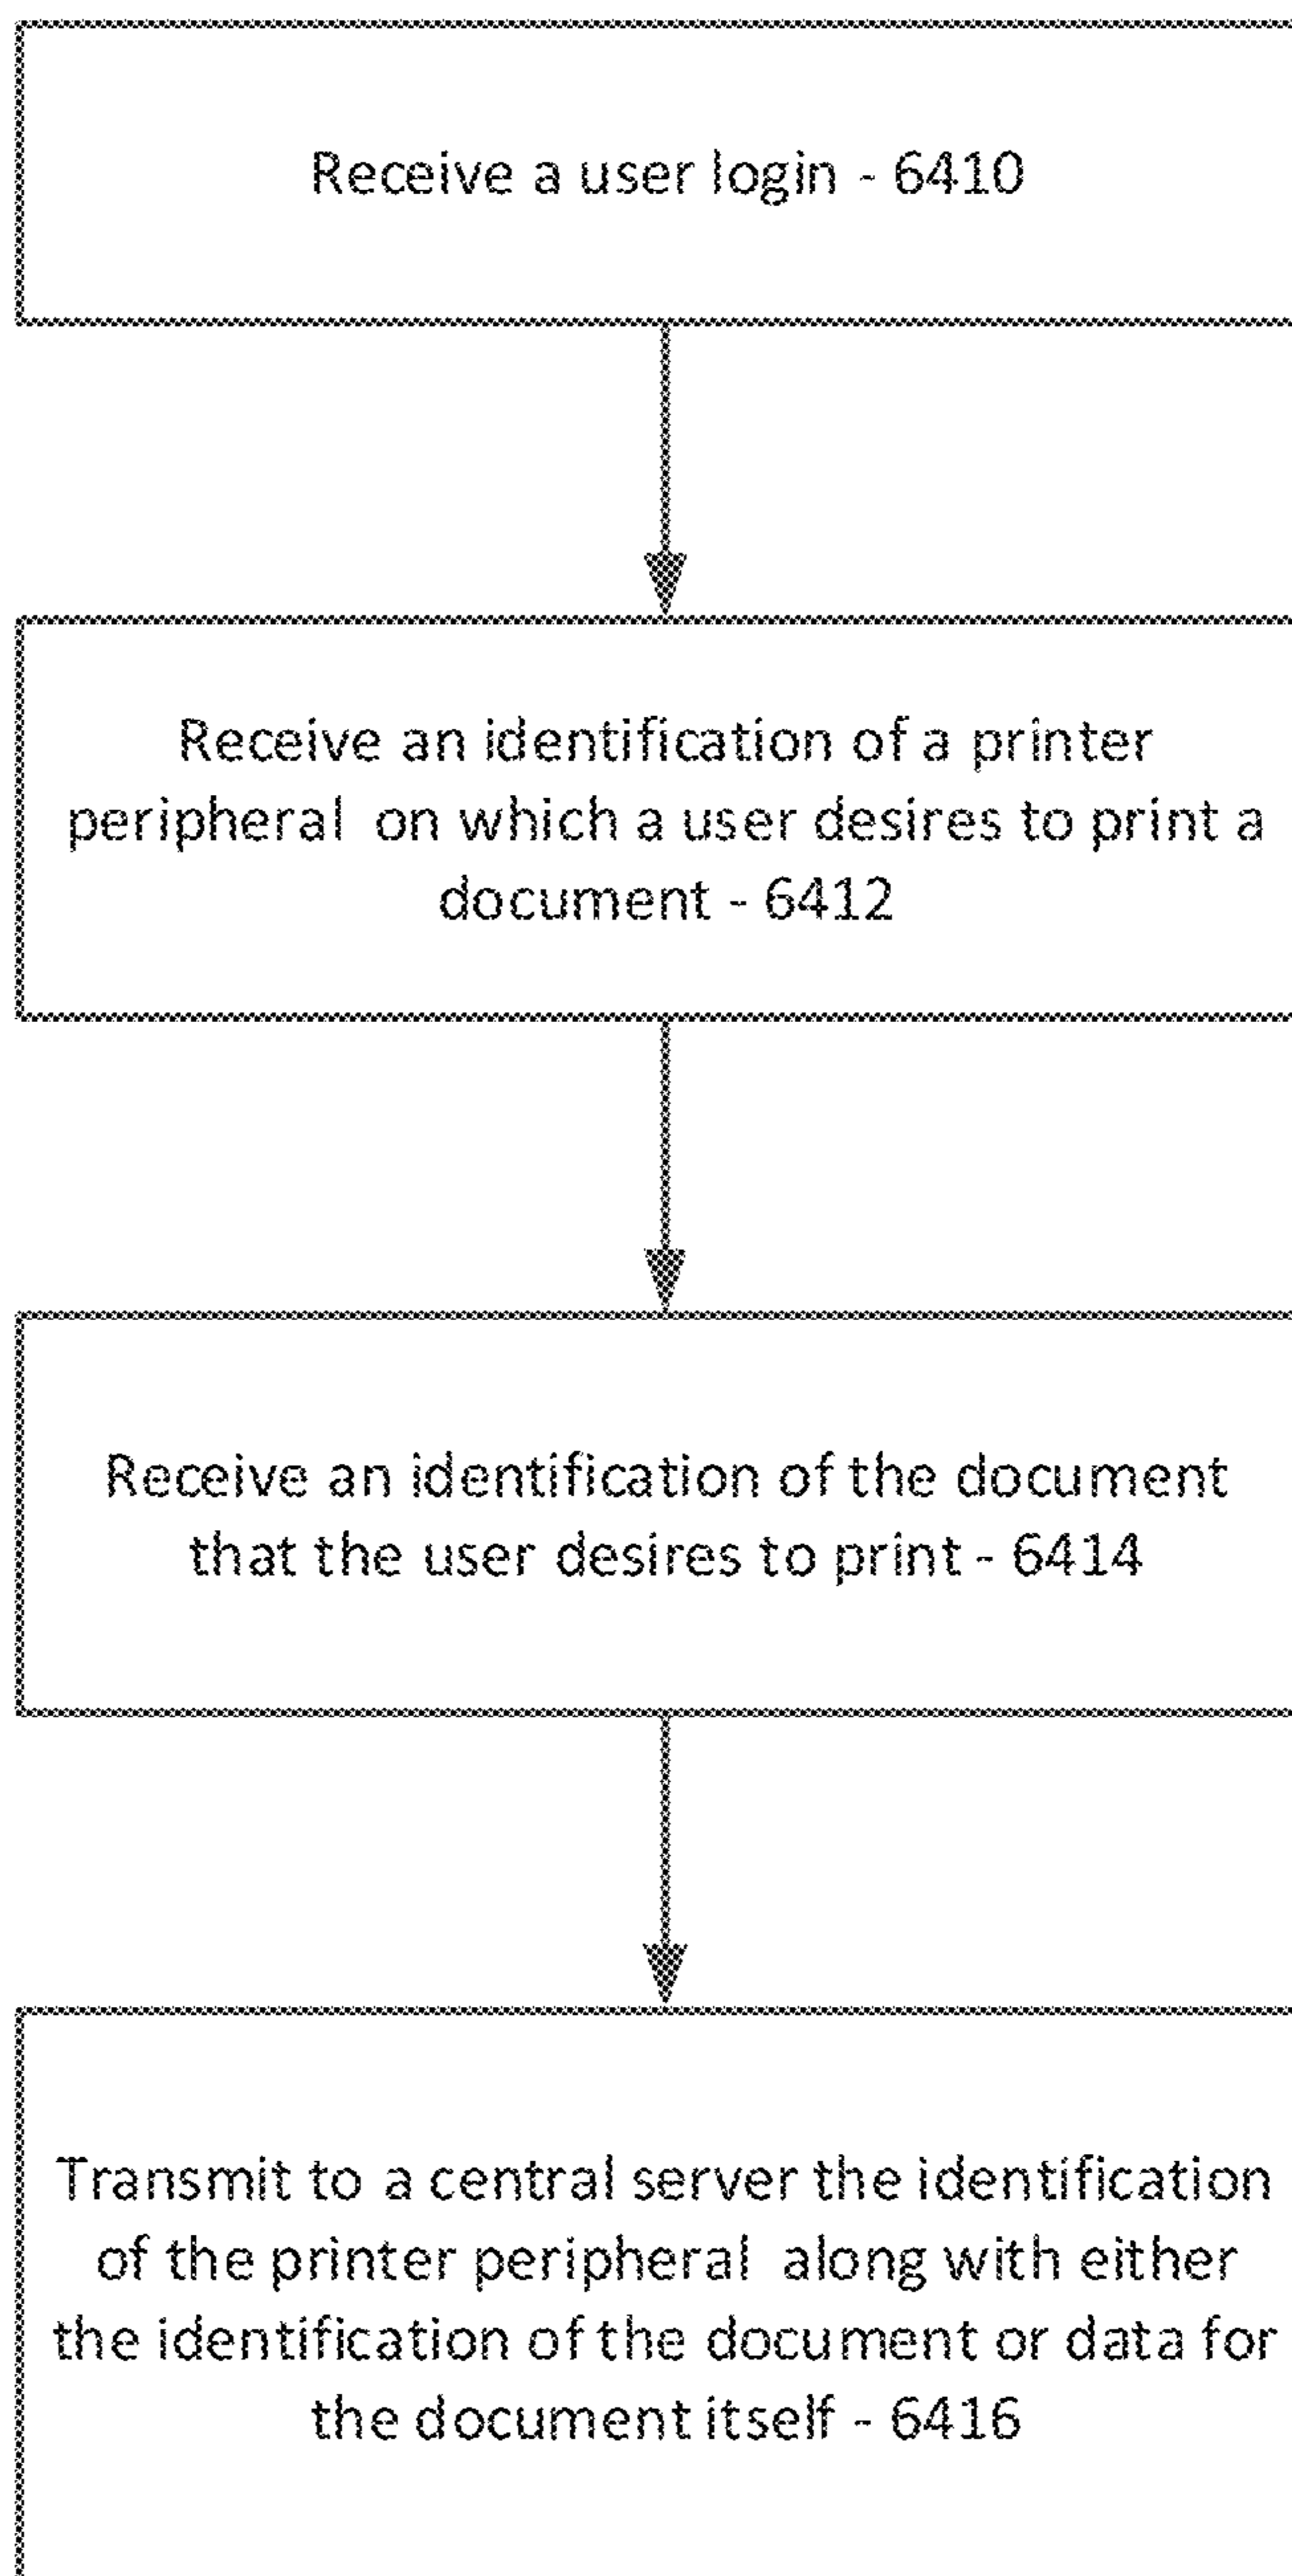 Receive a user login - 6410
Receive an identification of a printer
peripheral on which a user desires to print a
document - 6412
Receive an identification of the document
that the user desires to print - 6414
Transmit to a central server the identification
of the printer peripheral along with either
the identification of the document or data for
the document itself - 6416